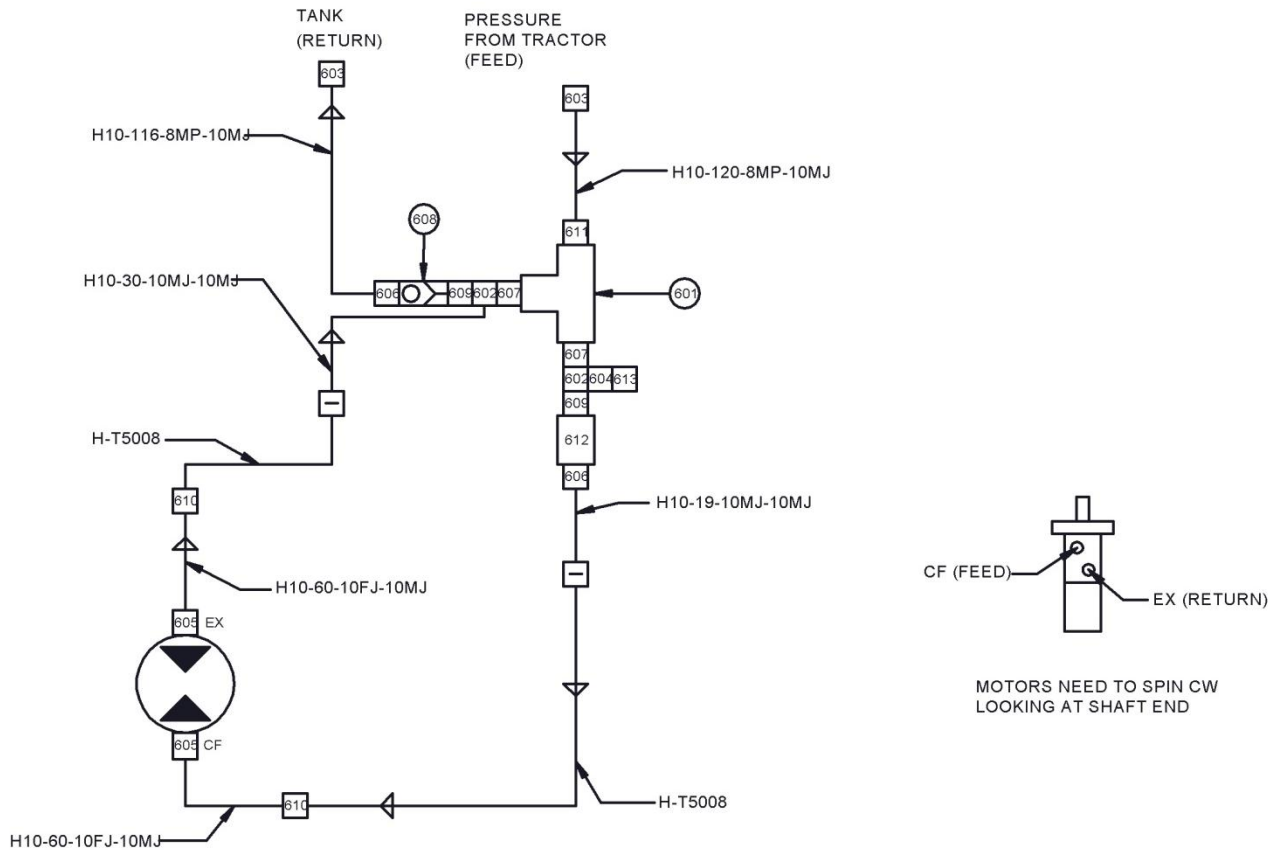 TANK
(RETURN)
PRESSURE
FROM TRACTOR
(FEED)
603
603
H10-116-8MP-10MJ
H10-120-8MP-10MJ
608
611
H10-30-10MJ-10MJ
606
609
602
607
601
607
602
604
613
609
H-T5008
612
606
610
H10-19-10MJ-10MJ
H10-60-10FJ-10MJ
CF (FEED)
EX (RETURN)
605
EX
MOTORS NEED TO SPIN CW
LOOKING AT SHAFT END
605
CF
610
H-T5008
H10-60-10FJ-10MJ